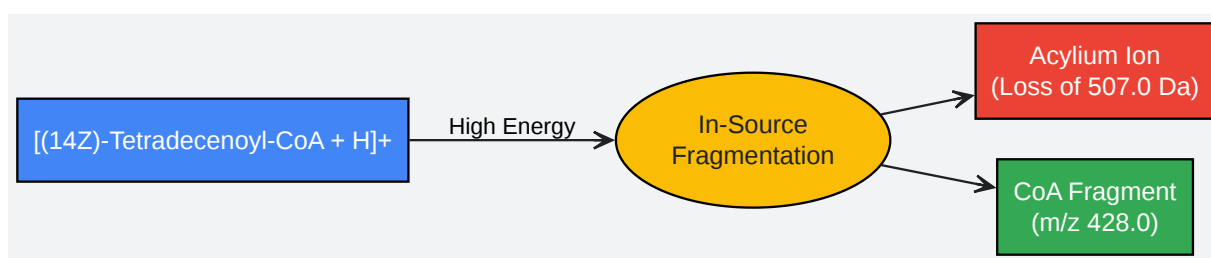 [(14Z)-Tetradecenoyl-CoA + H]+
High Energy
In-Source
Fragmentation
Acylium Ion
(Loss of 507.0 Da)
CoA Fragment
(m/z 428.0)